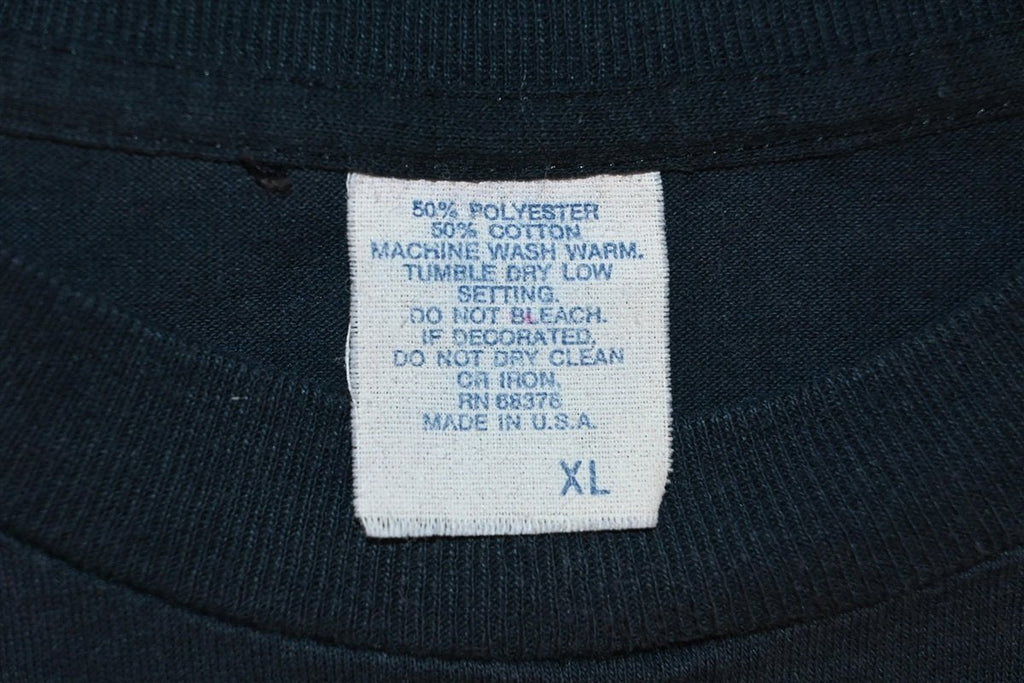 50% POLYESTER
50% COTTON
MACHINE WASH WARM.
TUMBLE DRY LOW
SETTING.
DO NOT BLEACH.
IF DECORATED,
DO NOT DRY CLEAN
OR IRON.
RN 68376
MADE IN U.S.A.
XL